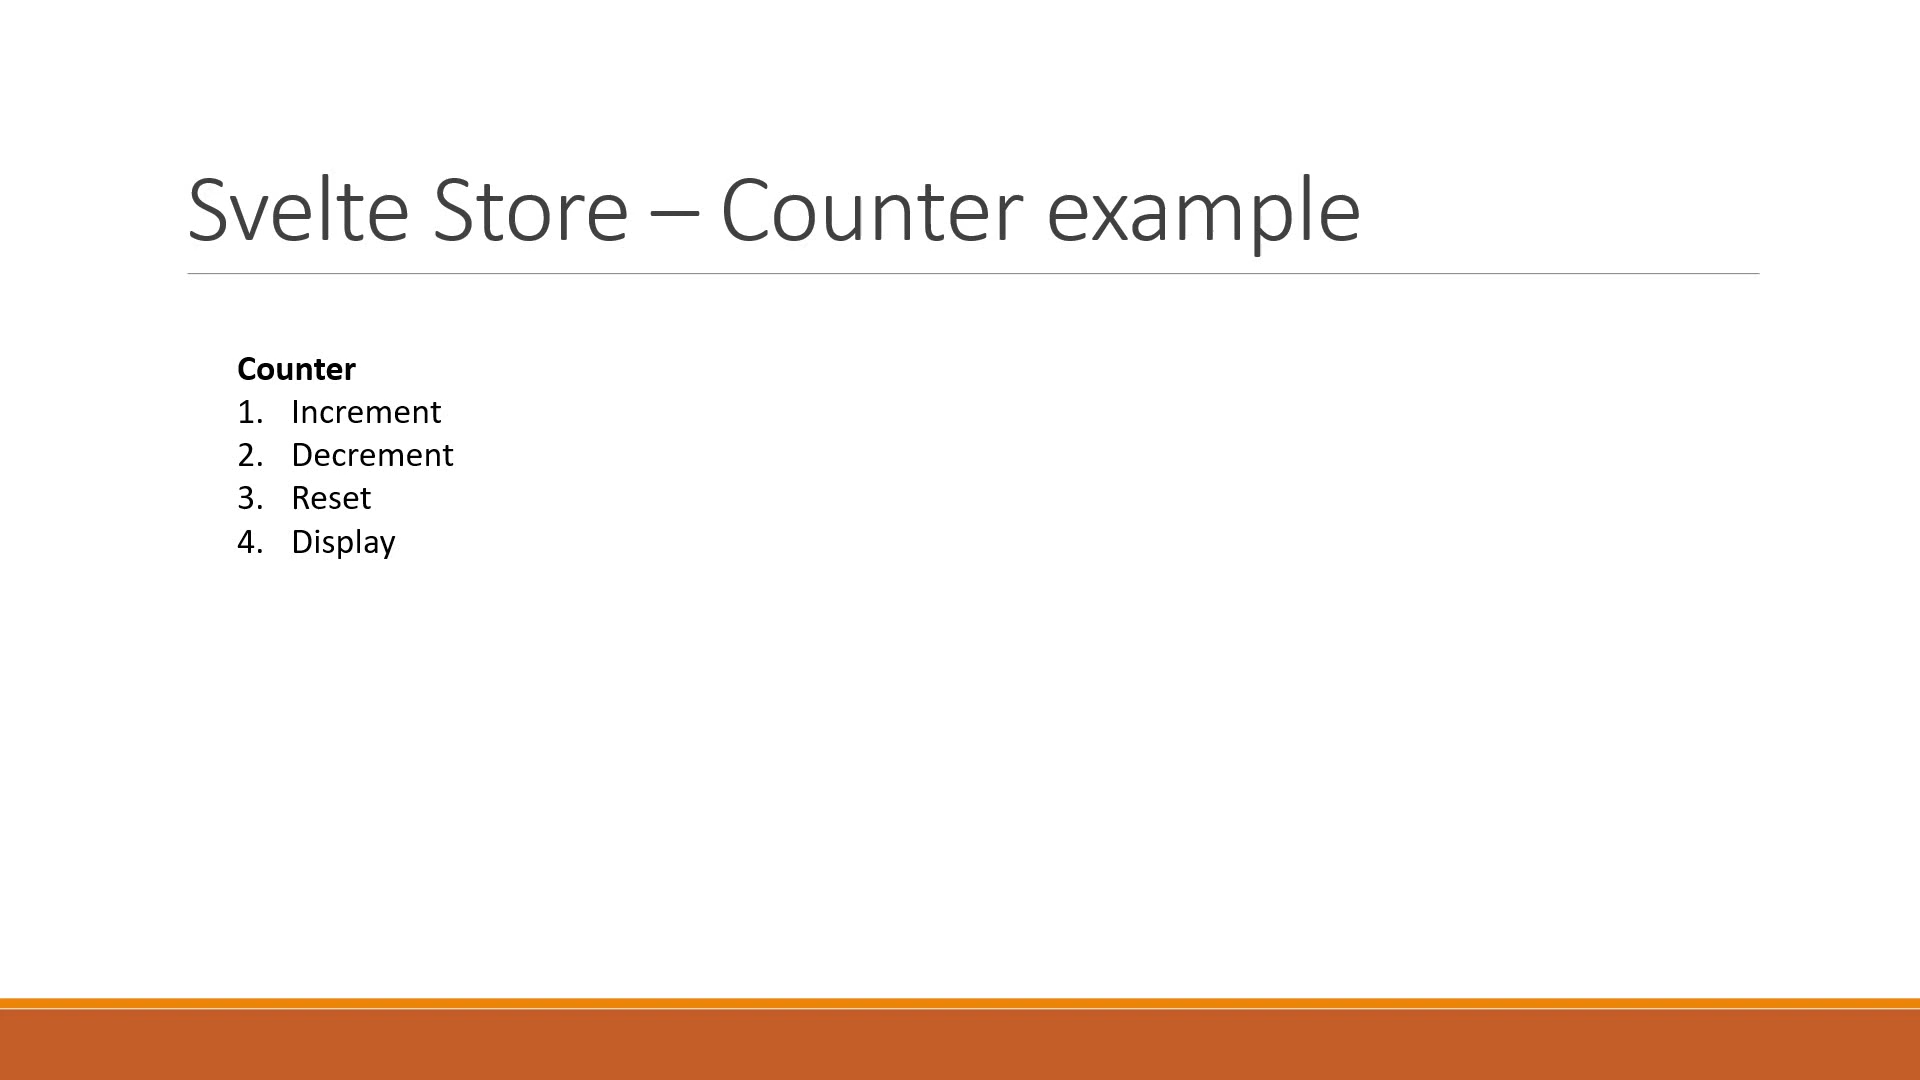 Svelte Store – Counter example
Counter
1. Increment
2. Decrement
3. Reset
4. Display